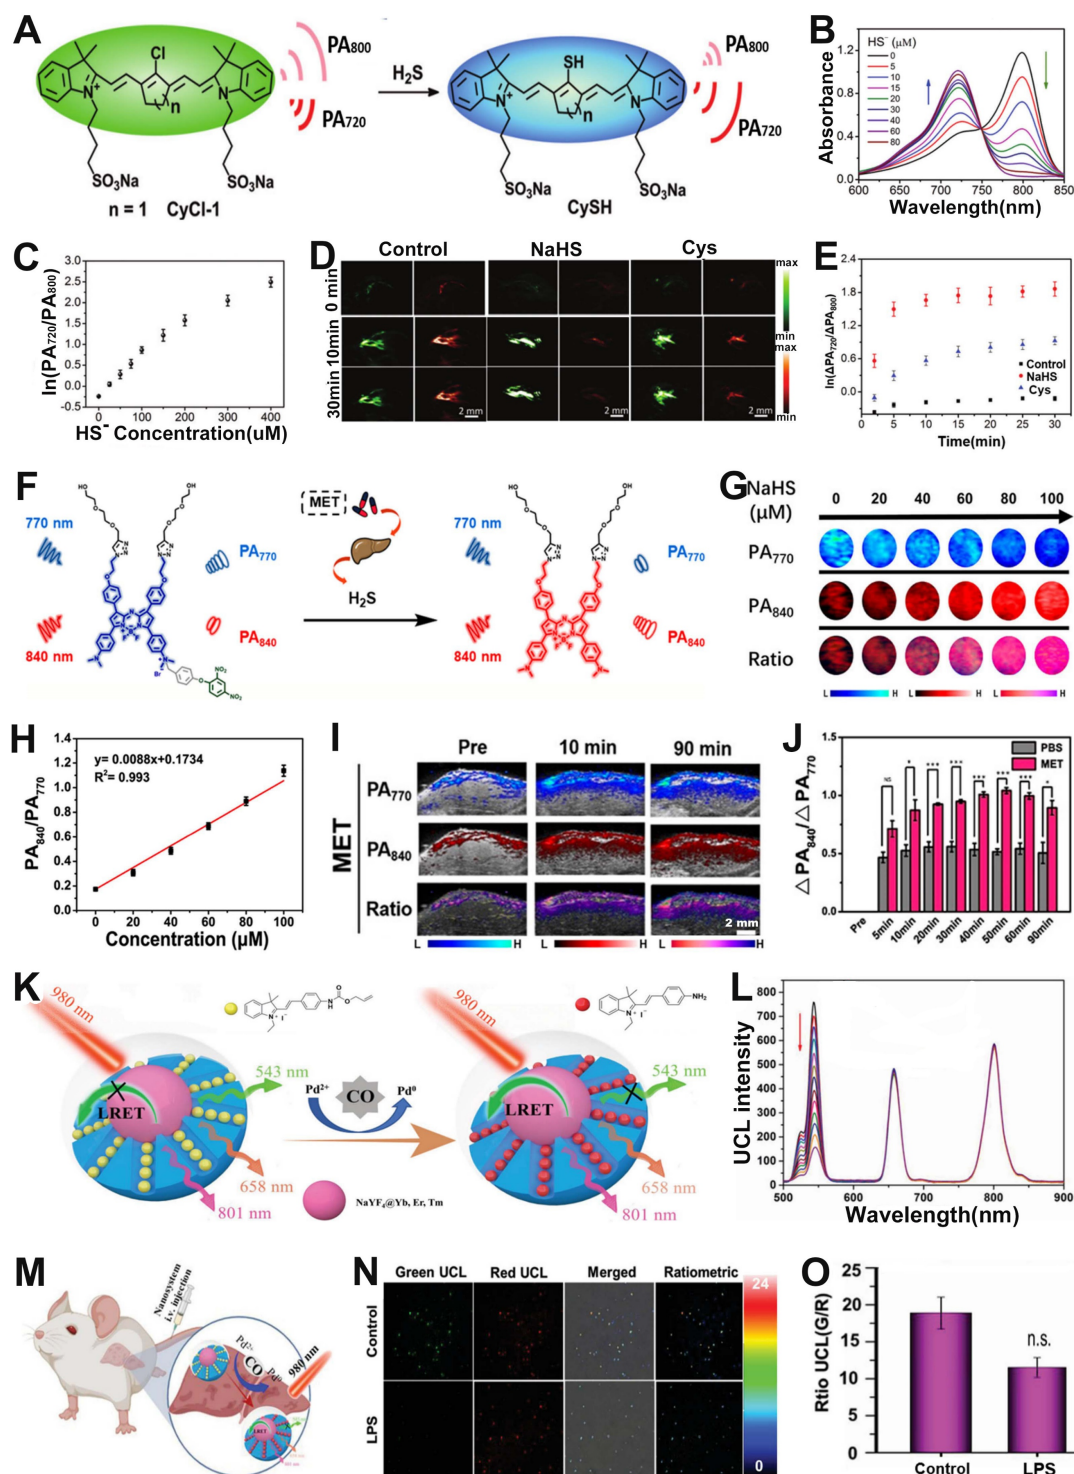 A
Cl
N⁺
N
n
SO₃Na
SO₃Na
n = 1 CyCl-1
PA800
PA720
H₂S
SH
N⁺
N
n
SO₃Na
SO₃Na
CySH
PA800
PA720
B
HS⁻ (µM)
0
5
10
15
20
30
40
60
80
Absorbance
1.2
0.8
0.4
0.0
600 650 700 750 800 850
Wavelength(nm)
C
ln(PA720/PA800)
3.0
2.5
2.0
1.5
1.0
0.5
0.0
-0.5
0 100 200 300 400
HS⁻ Concentration(uM)
D
Control NaHS Cys
0 min
10min
30min
2 mm 2 mm 2 mm
max
min
max
min
E
ln(ΔPA720/ΔPA800)
2.4
1.8
1.2
0.6
0.0
Control
NaHS
Cys
0 5 10 15 20 25 30
Time(min)
F
HO OH
770 nm
840 nm
PA770
PA840
Br
NO₂
NO₂
MET
H₂S
HO OH
770 nm
840 nm
PA770
PA840
G
NaHS
(µM)
0 20 40 60 80 100
PA770
PA840
Ratio
L H L H L H
H
PA840/PA770
1.4
1.2
1.0
0.8
0.6
0.4
0.2
0.0
y= 0.0088x+0.1734
R²= 0.993
0 20 40 60 80 100
Concentration (µM)
I
Pre 10 min 90 min
MET
PA770
PA840
Ratio
2 mm
L H L H L H
J
△PA840/△PA770
1.5
1.0
0.5
0.0
PBS
MET
NS * *** *** *** *** *** *
Pre 5min 10min 20min 30min 40min 50min 60min 90min
K
980 nm
LRET
543 nm
658 nm
801 nm
Pd²⁺ CO Pd⁰
NaYF₄@Yb, Er, Tm
980 nm
NH₂
LRET
543 nm
658 nm
801 nm
L
UCL intensity
800
700
600
500
400
300
200
100
0
500 600 700 800 900
Wavelength(nm)
M
Nanosystem
i.v. injection
Pd²⁺
CO
980 nm
LRET
N
Green UCL Red UCL Merged Ratiometric
Control
LPS
24
0
O
Rtio UCL(G/R)
25
20
15
10
5
0
n.s.
Control LPS